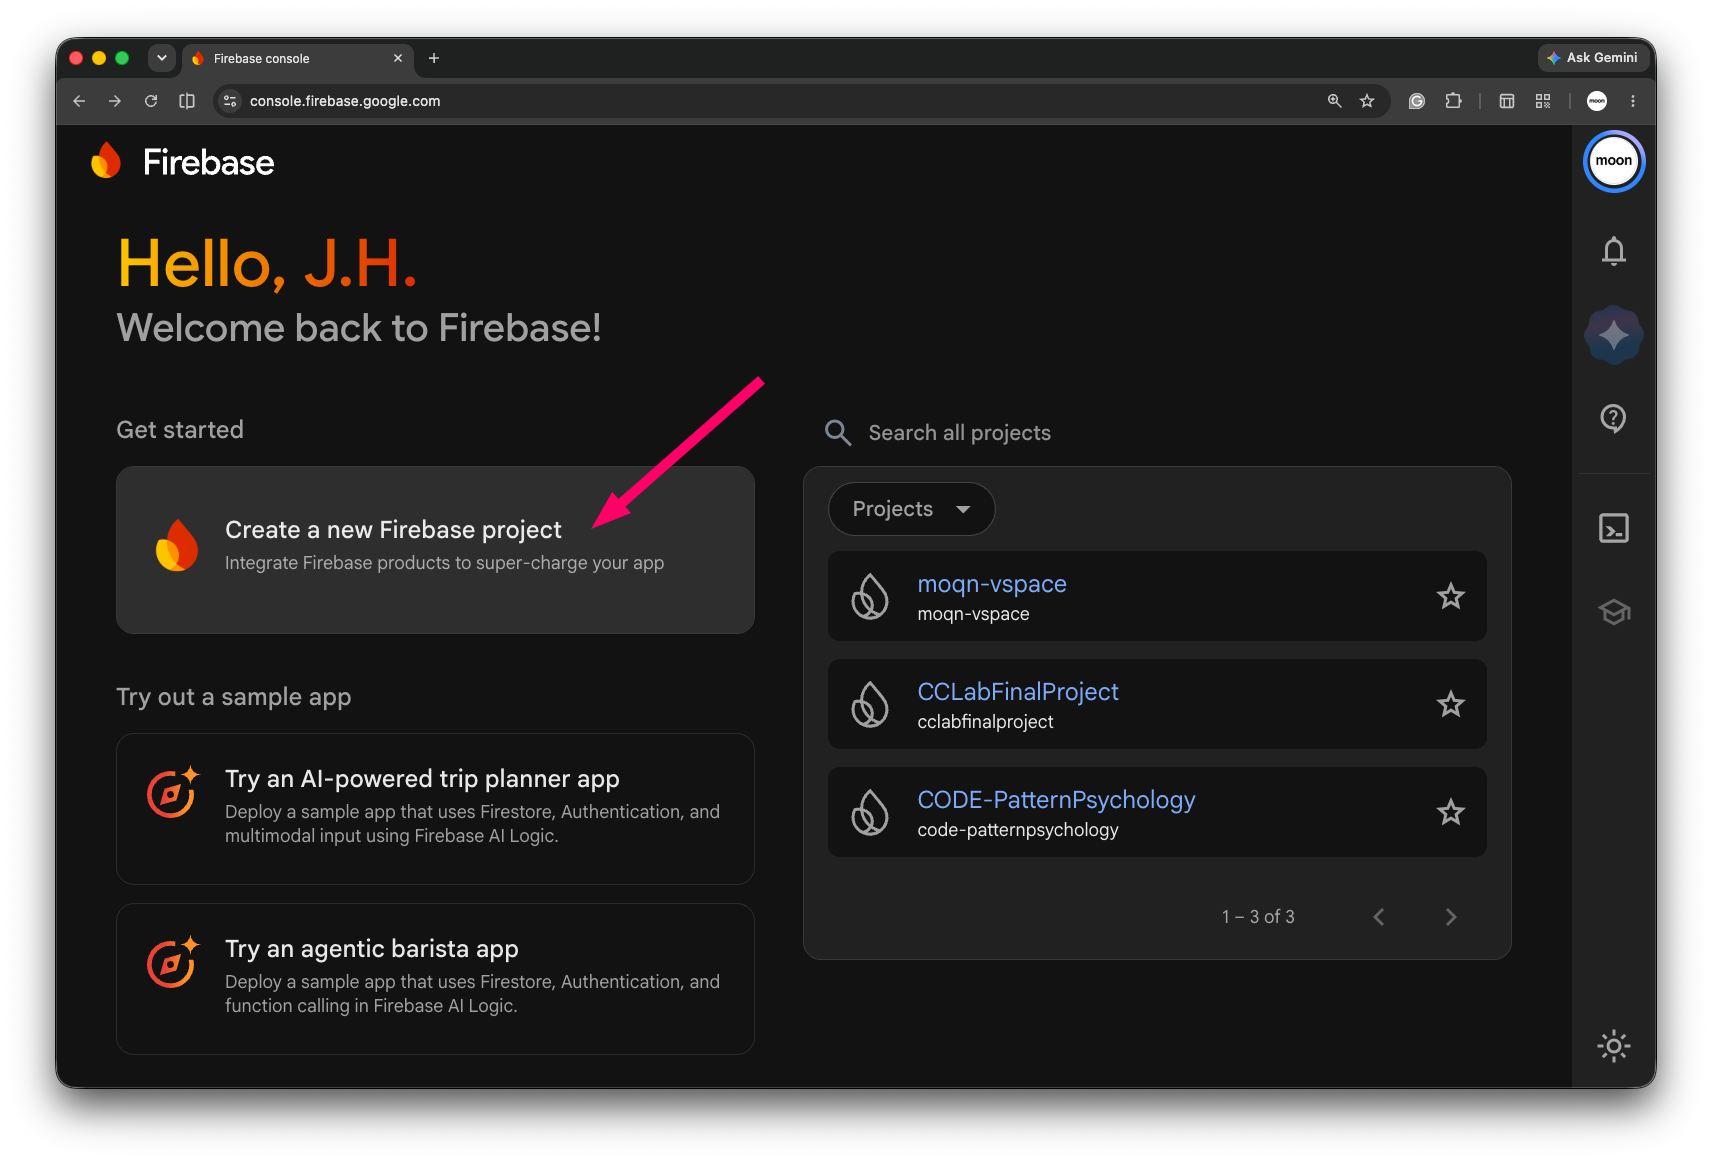 Firebase console
Ask Gemini
console.firebase.google.com
moon
Firebase
moon
Hello, J.H.
Welcome back to Firebase!
Get started
Create a new Firebase project
Integrate Firebase products to super-charge your app
Try out a sample app
Try an AI-powered trip planner app
Deploy a sample app that uses Firestore, Authentication, and
multimodal input using Firebase AI Logic.
Try an agentic barista app
Deploy a sample app that uses Firestore, Authentication, and
function calling in Firebase AI Logic.
Search all projects
Projects
moqn-vspace
moqn-vspace
CCLabFinalProject
cclabfinalproject
CODE-PatternPsychology
code-patternpsychology
1 – 3 of 3